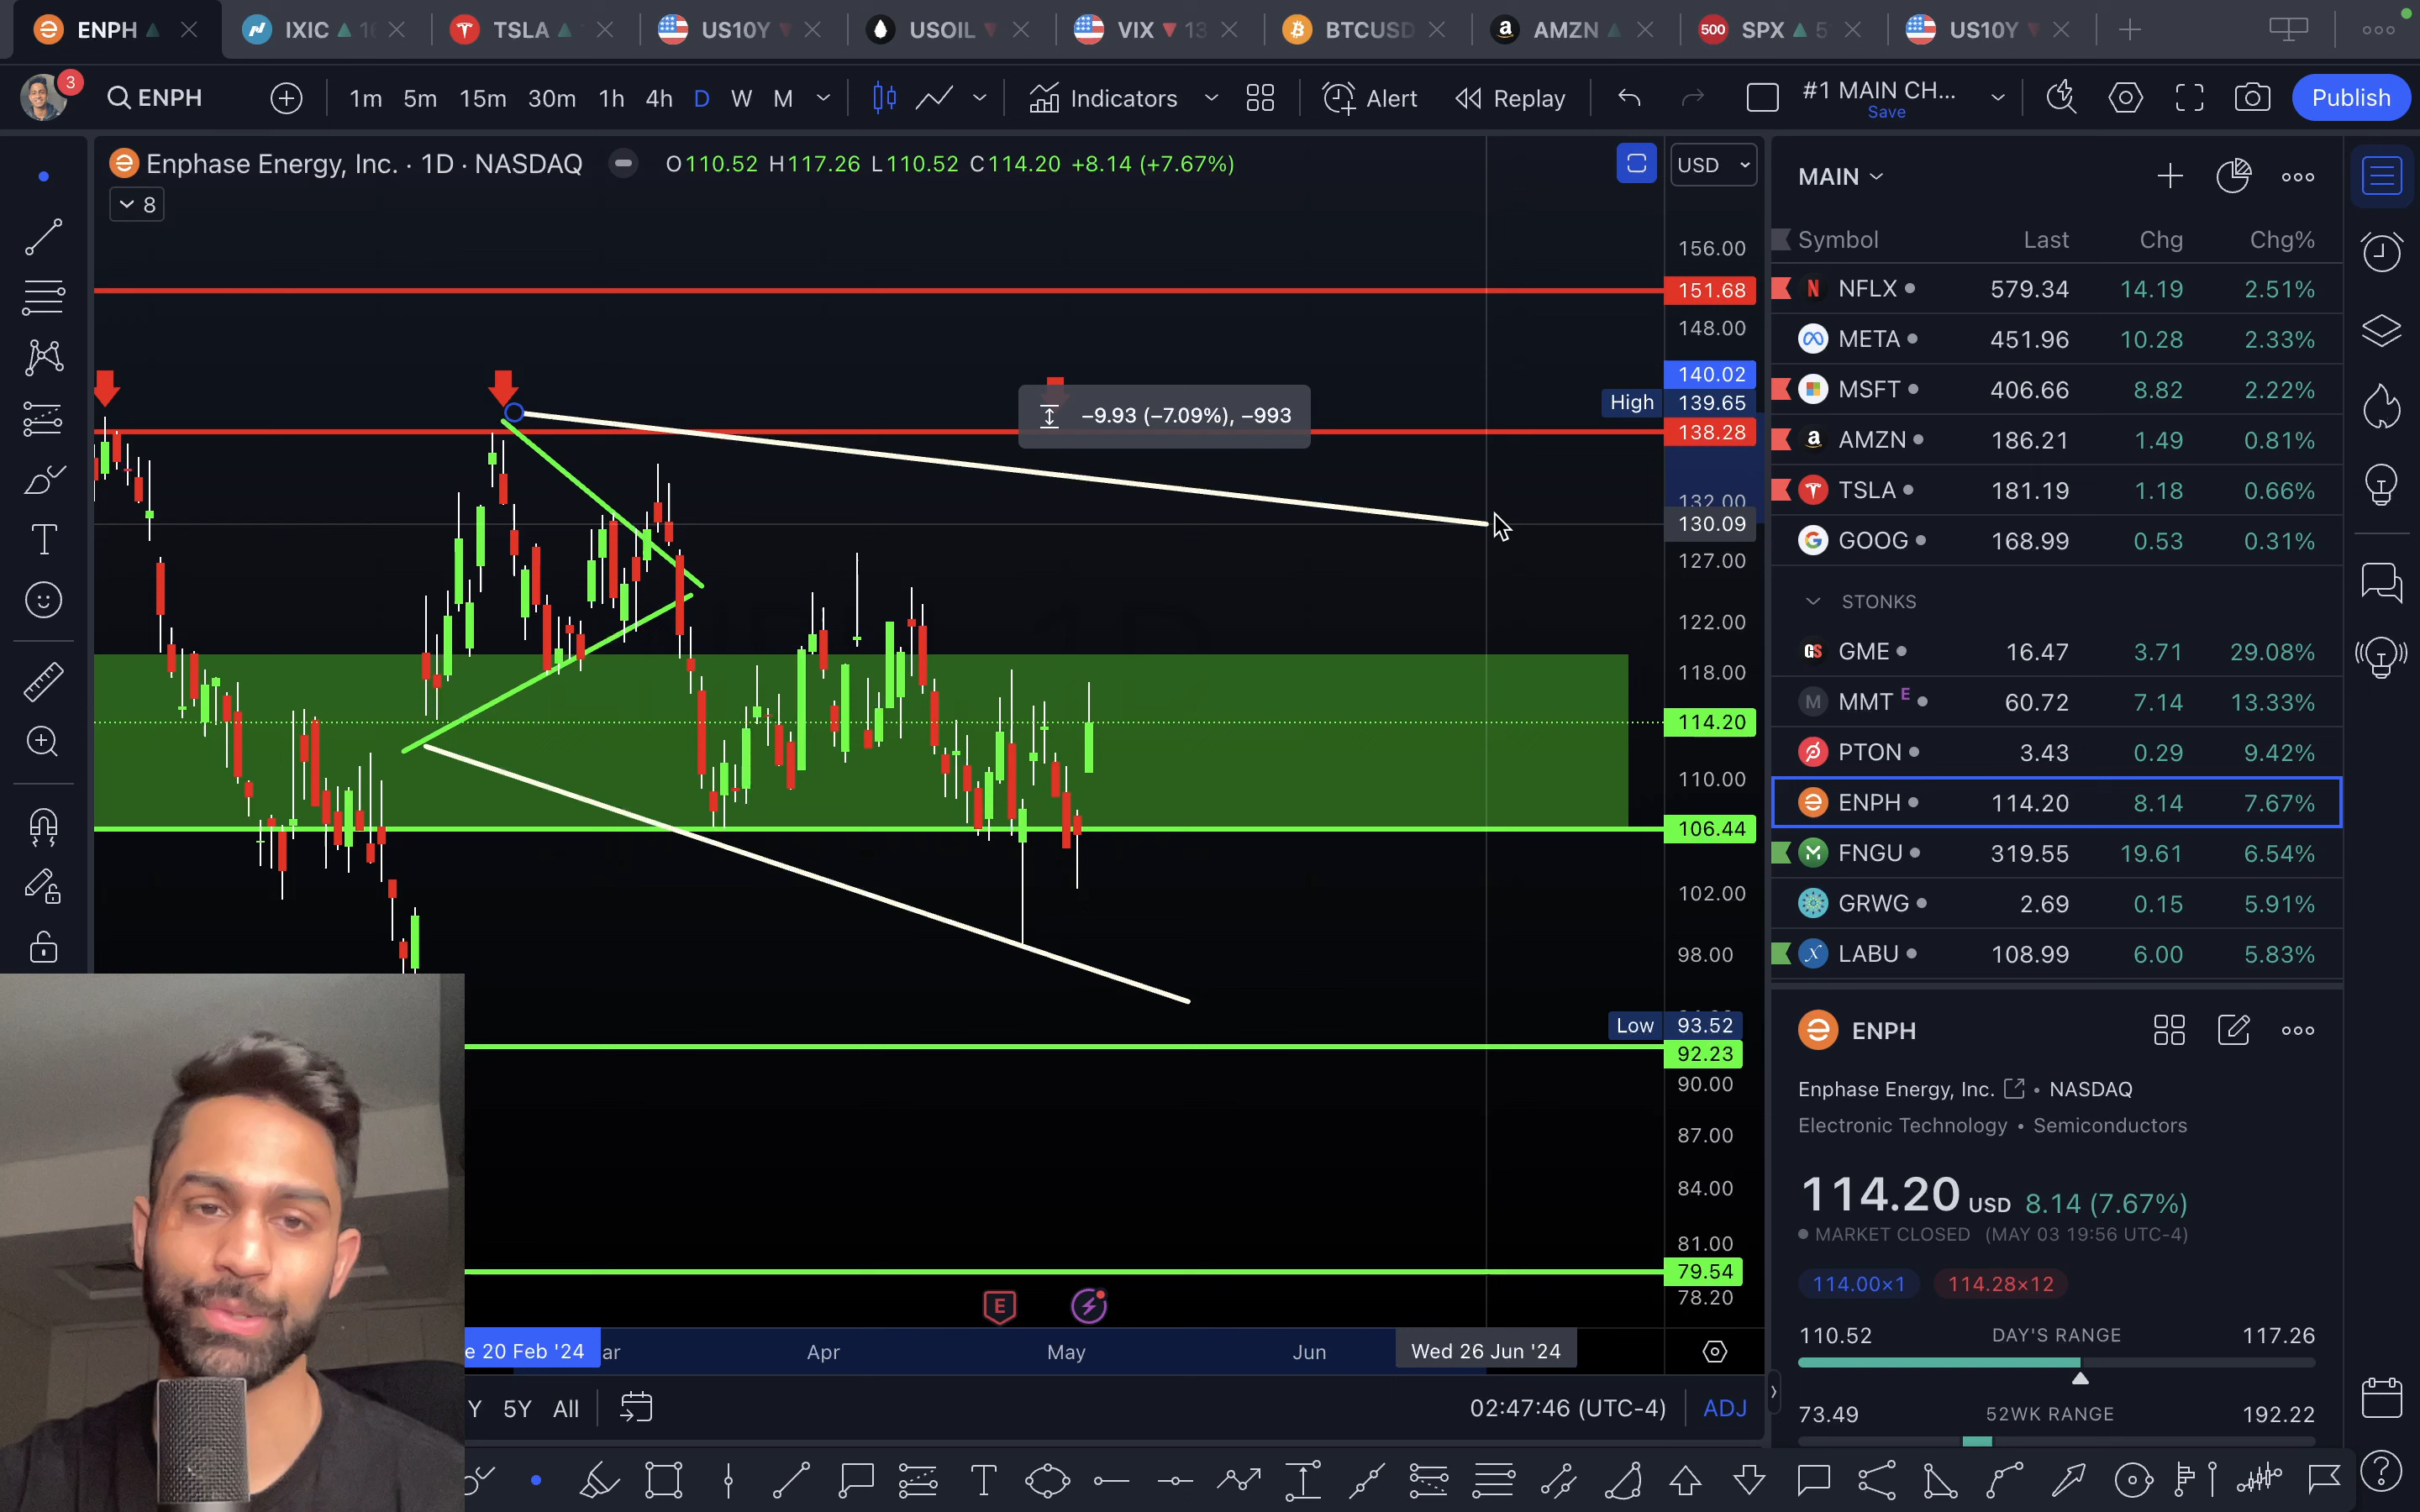 ENPH
IXIC
TSLA
US10Y
USOIL
VIX 13
BTCUSD
AMZN
500 SPX 5
US10Y
3
ENPH
1m 5m 15m 30m 1h 4h D W M
Indicators
Alert
Replay
#1 MAIN CH...
Save
Publish
Enphase Energy, Inc. · 1D · NASDAQ
O110.52 H117.26 L110.52 C114.20 +8.14 (+7.67%)
8
USD
156.00
151.68
148.00
140.02
High 139.65
138.28
132.00
130.09
127.00
122.00
118.00
114.20
110.00
106.44
102.00
98.00
Low 93.52
92.23
90.00
87.00
84.00
81.00
79.54
78.20
−9.93 (−7.09%), −993
E
e 20 Feb '24
ar
Apr
May
Jun
Wed 26 Jun '24
Y 5Y All
02:47:46 (UTC-4)
ADJ
MAIN
Symbol Last Chg Chg%
NFLX 579.34 14.19 2.51%
META 451.96 10.28 2.33%
MSFT 406.66 8.82 2.22%
AMZN 186.21 1.49 0.81%
TSLA 181.19 1.18 0.66%
GOOG 168.99 0.53 0.31%
STONKS
GME 16.47 3.71 29.08%
MMT E 60.72 7.14 13.33%
PTON 3.43 0.29 9.42%
ENPH 114.20 8.14 7.67%
FNGU 319.55 19.61 6.54%
GRWG 2.69 0.15 5.91%
LABU 108.99 6.00 5.83%
ENPH
Enphase Energy, Inc. • NASDAQ
Electronic Technology • Semiconductors
114.20 USD 8.14 (7.67%)
MARKET CLOSED (MAY 03 19:56 UTC-4)
114.00×1 114.28×12
110.52 DAY'S RANGE 117.26
73.49 52WK RANGE 192.22